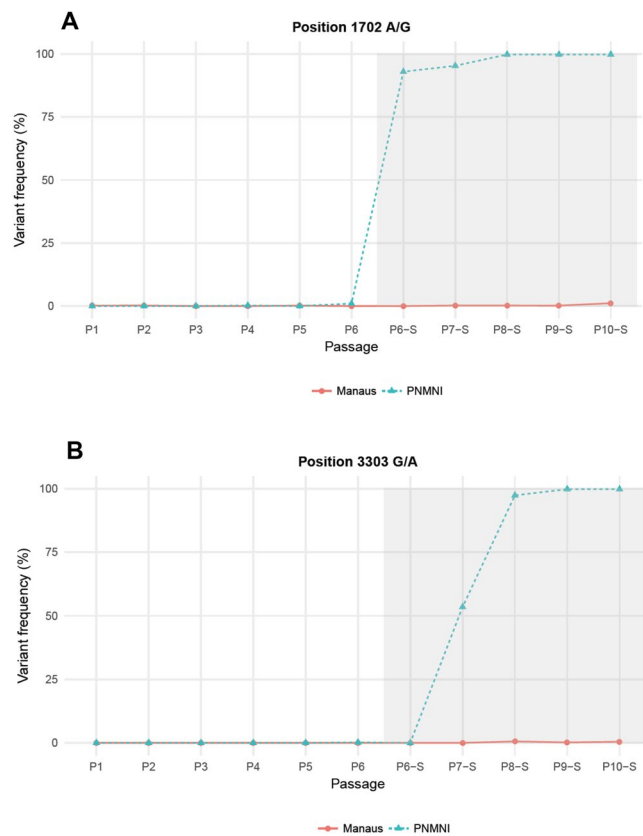 A
Position 1702 A/G
Variant frequency (%)
100
75
50
25
0
P1 P2 P3 P4 P5 P6 P6-S P7-S P8-S P9-S P10-S
Passage
Manaus PNMNI
B
Position 3303 G/A
Variant frequency (%)
100
75
50
25
0
P1 P2 P3 P4 P5 P6 P6-S P7-S P8-S P9-S P10-S
Passage
Manaus PNMNI